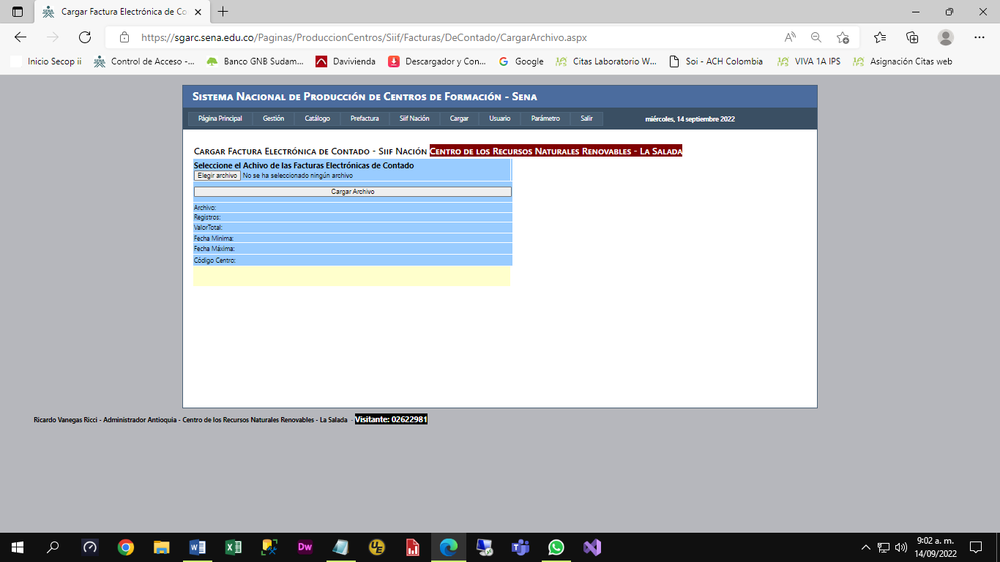 Cargar Factura Electrónica de Co
https://sgarc.sena.edu.co/Paginas/ProduccionCentros/Siif/Facturas/DeContado/CargarArchivo.aspx
Inicio Secop ii
Control de Acceso -...
Banco GNB Sudam...
Davivienda
Descargador y Con...
Google
Citas Laboratorio W...
Soi - ACH Colombia
VIVA 1A IPS
Asignación Citas web
Sistema Nacional de Producción de Centros de Formación - Sena
Página Principal
Gestión
Catálogo
Prefactura
Siif Nación
Cargar
Usuario
Parámetro
Salir
miércoles, 14 septiembre 2022
Cargar Factura Electrónica de Contado - Siif Nación Centro de los Recursos Naturales Renovables - La Salada
Seleccione el Achivo de las Facturas Electrónicas de Contado
Elegir archivo No se ha seleccionado ningún archivo
Cargar Archivo
Archivo:
Registros:
ValorTotal:
Fecha Mínima:
Fecha Máxima:
Código Centro:
Ricardo Vanegas Ricci - Administrador Antioquia - Centro de los Recursos Naturales Renovables - La Salada - Visitante: 02622981
Dw
UE
9:02 a. m.
14/09/2022